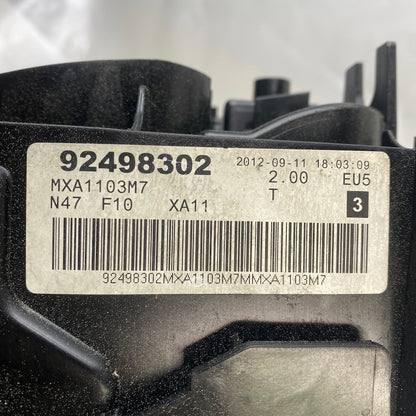 92498302 2012-09-11 18:03:09
MXA1103M7 2.00 EU5
N47 F10 XA11 T 3
92498302MXA1103M7MMXA1103M7